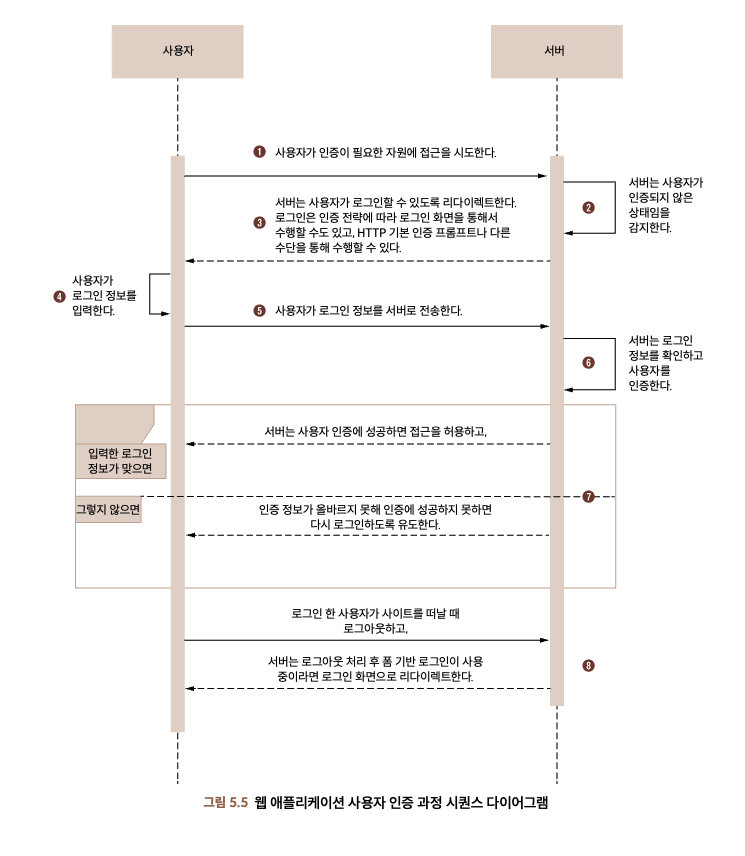 사용자
서버
1 사용자가 인증이 필요한 자원에 접근을 시도한다.
2 서버는 사용자가
인증되지 않은
상태임을
감지한다.
3 서버는 사용자가 로그인할 수 있도록 리다이렉트한다.
로그인은 인증 전략에 따라 로그인 화면을 통해서
수행할 수도 있고, HTTP 기본 인증 프롬프트나 다른
수단을 통해 수행할 수 있다.
4 사용자가
로그인 정보를
입력한다.
5 사용자가 로그인 정보를 서버로 전송한다.
6 서버는 로그인
정보를 확인하고
사용자를
인증한다.
서버는 사용자 인증에 성공하면 접근을 허용하고,
입력한 로그인
정보가 맞으면
7
그렇지 않으면
인증 정보가 올바르지 못해 인증에 성공하지 못하면
다시 로그인하도록 유도한다.
로그인 한 사용자가 사이트를 떠날 때
로그아웃하고,
8
서버는 로그아웃 처리 후 폼 기반 로그인이 사용
중이라면 로그인 화면으로 리다이렉트한다.
그림 5.5 웹 애플리케이션 사용자 인증 과정 시퀀스 다이어그램